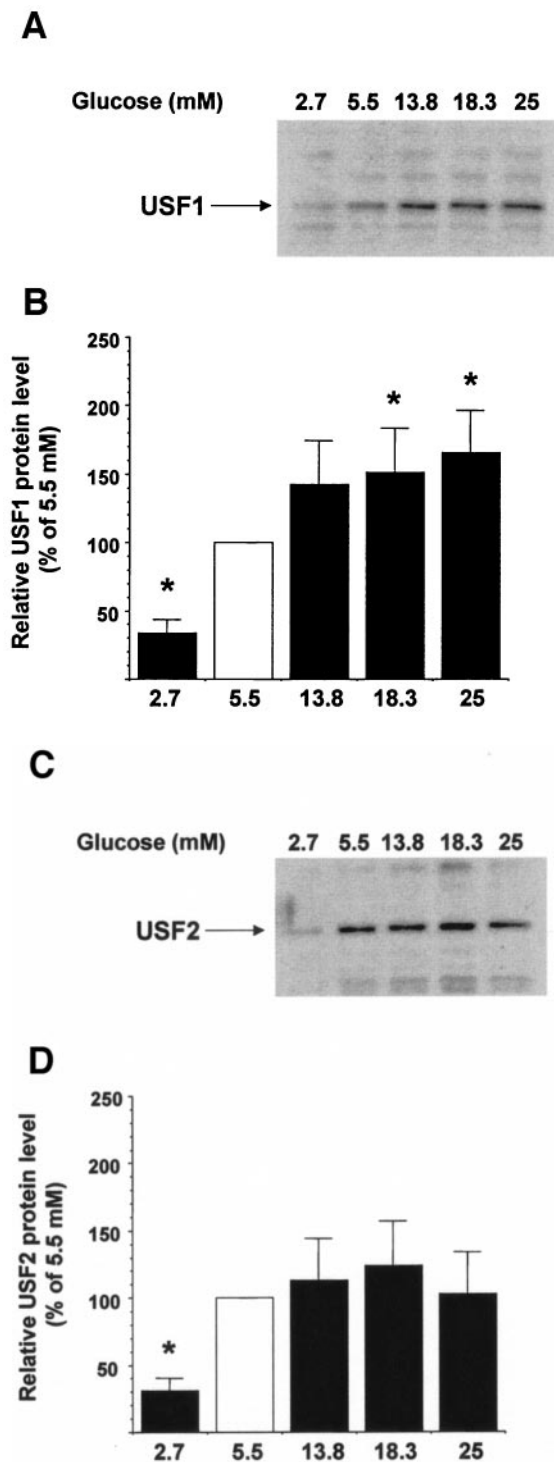 A
Glucose (mM) 2.7 5.5 13.8 18.3 25
USF1
B
Relative USF1 protein level
(% of 5.5 mM)
250
200
150
100
50
* * *
2.7 5.5 13.8 18.3 25
C
Glucose (mM) 2.7 5.5 13.8 18.3 25
USF2
D
Relative USF2 protein level
(% of 5.5 mM)
250
200
150
100
50
*
2.7 5.5 13.8 18.3 25